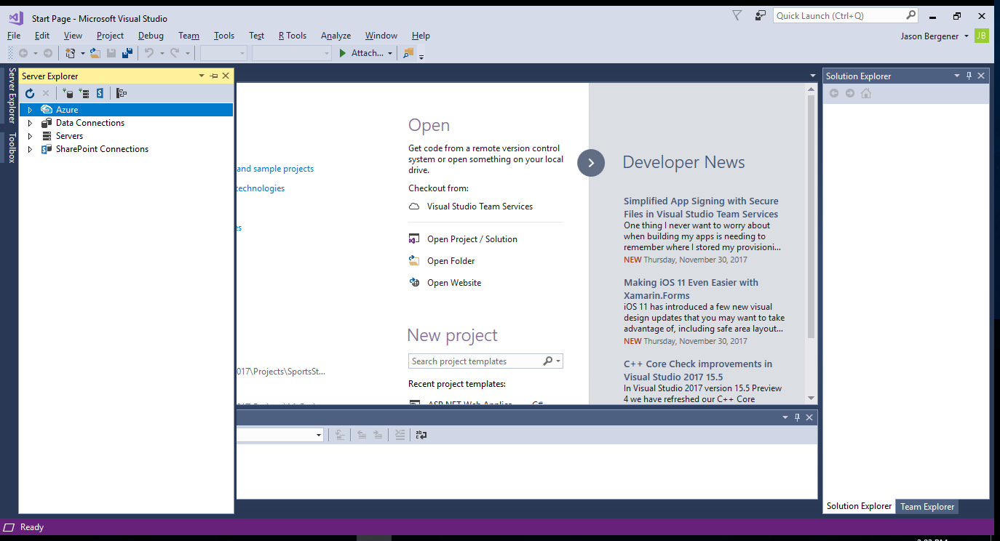 Start Page - Microsoft Visual Studio
Quick Launch (Ctrl+Q)
File Edit View Project Debug Team Tools Test R Tools Analyze Window Help
Jason Bergener JB
Attach...
Server Explorer
Toolbox
Server Explorer
Azure
Data Connections
Servers
SharePoint Connections
and sample projects
technologies
es
017\Projects\SportsSt...
Open
Get code from a remote version control
system or open something on your local
drive.
Checkout from:
Visual Studio Team Services
Open Project / Solution
Open Folder
Open Website
New project
Search project templates
Recent project templates:
ASP.NET Web Applica... C#
Developer News
Simplified App Signing with Secure
Files in Visual Studio Team Services
One thing I never want to worry about
when building my apps is needing to
remember where I stored my provisioni...
NEW Thursday, November 30, 2017
Making iOS 11 Even Easier with
Xamarin.Forms
iOS 11 has introduced a few new visual
design updates that you may want to take
advantage of, including safe area layout...
NEW Thursday, November 30, 2017
C++ Core Check improvements in
Visual Studio 2017 15.5
In Visual Studio 2017 version 15.5 Preview
4 we have refreshed our C++ Core
Solution Explorer
Solution Explorer Team Explorer
Ready